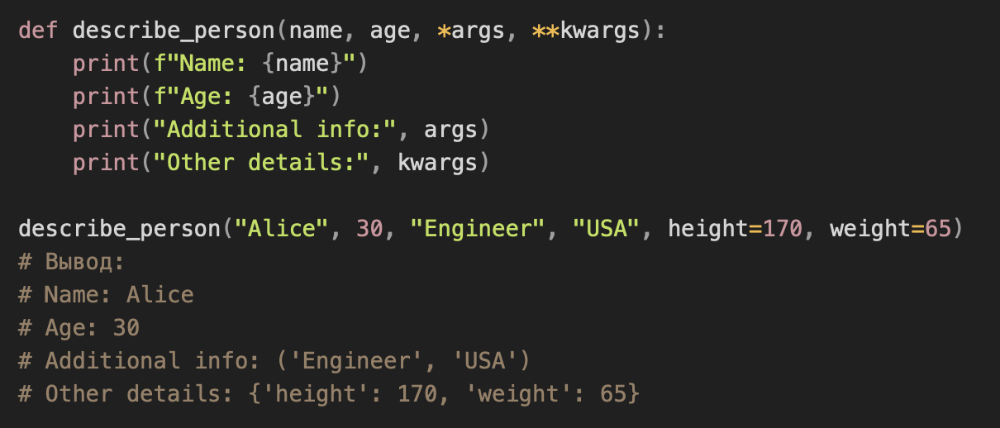 def describe_person(name, age, *args, **kwargs):
    print(f"Name: {name}")
    print(f"Age: {age}")
    print("Additional info:", args)
    print("Other details:", kwargs)

describe_person("Alice", 30, "Engineer", "USA", height=170, weight=65)
# Вывод:
# Name: Alice
# Age: 30
# Additional info: ('Engineer', 'USA')
# Other details: {'height': 170, 'weight': 65}